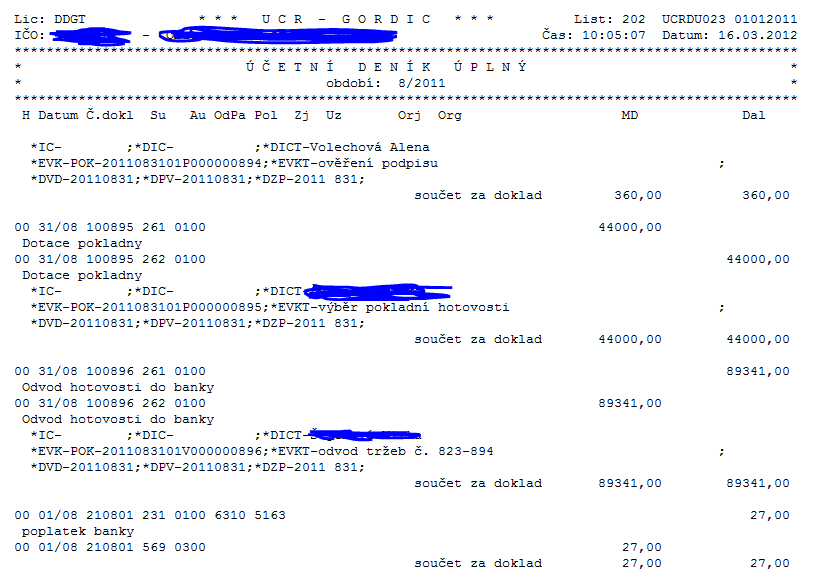 Lic: DDGT * * * U C R - G O R D I C * * * List: 202 UCRDU023 01012011
IČO: - Čas: 10:05:07 Datum: 16.03.2012
**************************************************************************************************
* Ú Č E T N Í D E N Í K Ú P L N Ý *
* období: 8/2011 *
**************************************************************************************************
H Datum Č.dokl Su Au OdPa Pol Zj Uz Orj Org MD Dal
*IC- ;*DIC- ;*DICT-Volechová Alena
*EVK-POK-2011083101P000000894;*EVKT-ověření podpisu ;
*DVD-20110831;*DPV-20110831;*DZP-2011 831;
součet za doklad 360,00 360,00
00 31/08 100895 261 0100 44000,00
Dotace pokladny
00 31/08 100895 262 0100 44000,00
Dotace pokladny
*IC- ;*DIC- ;*DICT-
*EVK-POK-2011083101P000000895;*EVKT-výběr pokladní hotovosti ;
*DVD-20110831;*DPV-20110831;*DZP-2011 831;
součet za doklad 44000,00 44000,00
00 31/08 100896 261 0100 89341,00
Odvod hotovosti do banky
00 31/08 100896 262 0100 89341,00
Odvod hotovosti do banky
*IC- ;*DIC- ;*DICT-
*EVK-POK-2011083101V000000896;*EVKT-odvod tržeb č. 823-894 ;
*DVD-20110831;*DPV-20110831;*DZP-2011 831;
součet za doklad 89341,00 89341,00
00 01/08 210801 231 0100 6310 5163 27,00
poplatek banky
00 01/08 210801 569 0300 27,00
součet za doklad 27,00 27,00